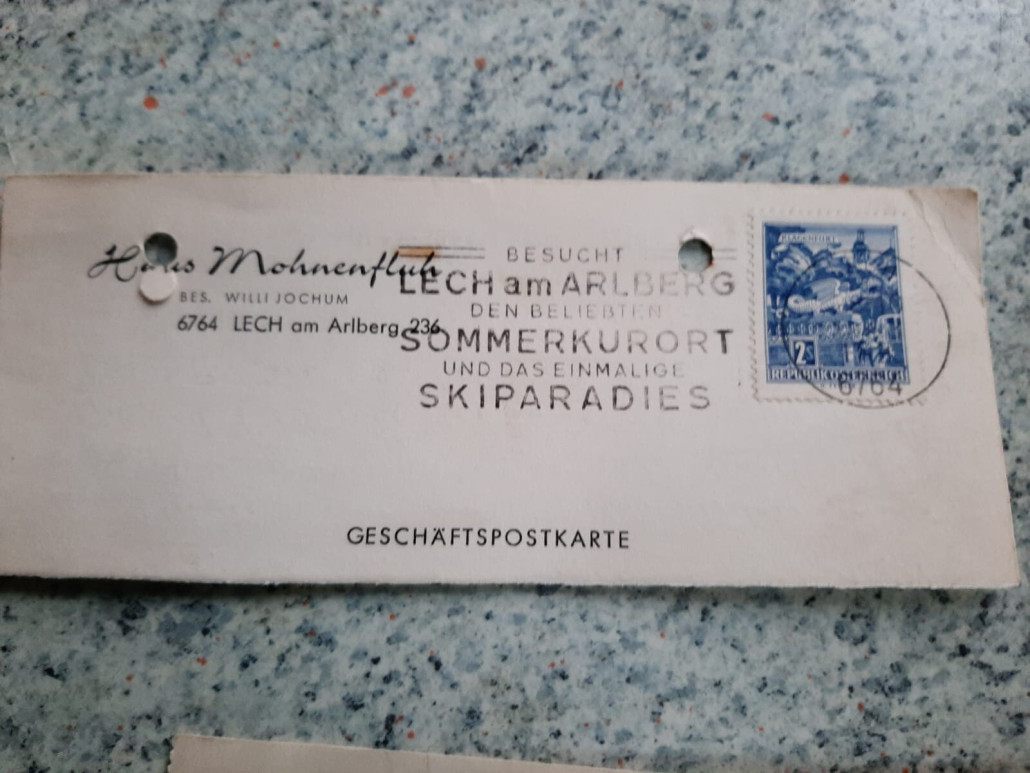 Haus Mohnenfluh
BES. WILLI JOCHUM
6764 LECH am Arlberg 236
BESUCHT
LECH am ARLBERG
DEN BELIEBTEN
SOMMERKURORT
UND DAS EINMALIGE
SKIPARADIES
KLAGENFURT
2S
REPUBLIK ÖSTERREICH
6764
GESCHÄFTSPOSTKARTE